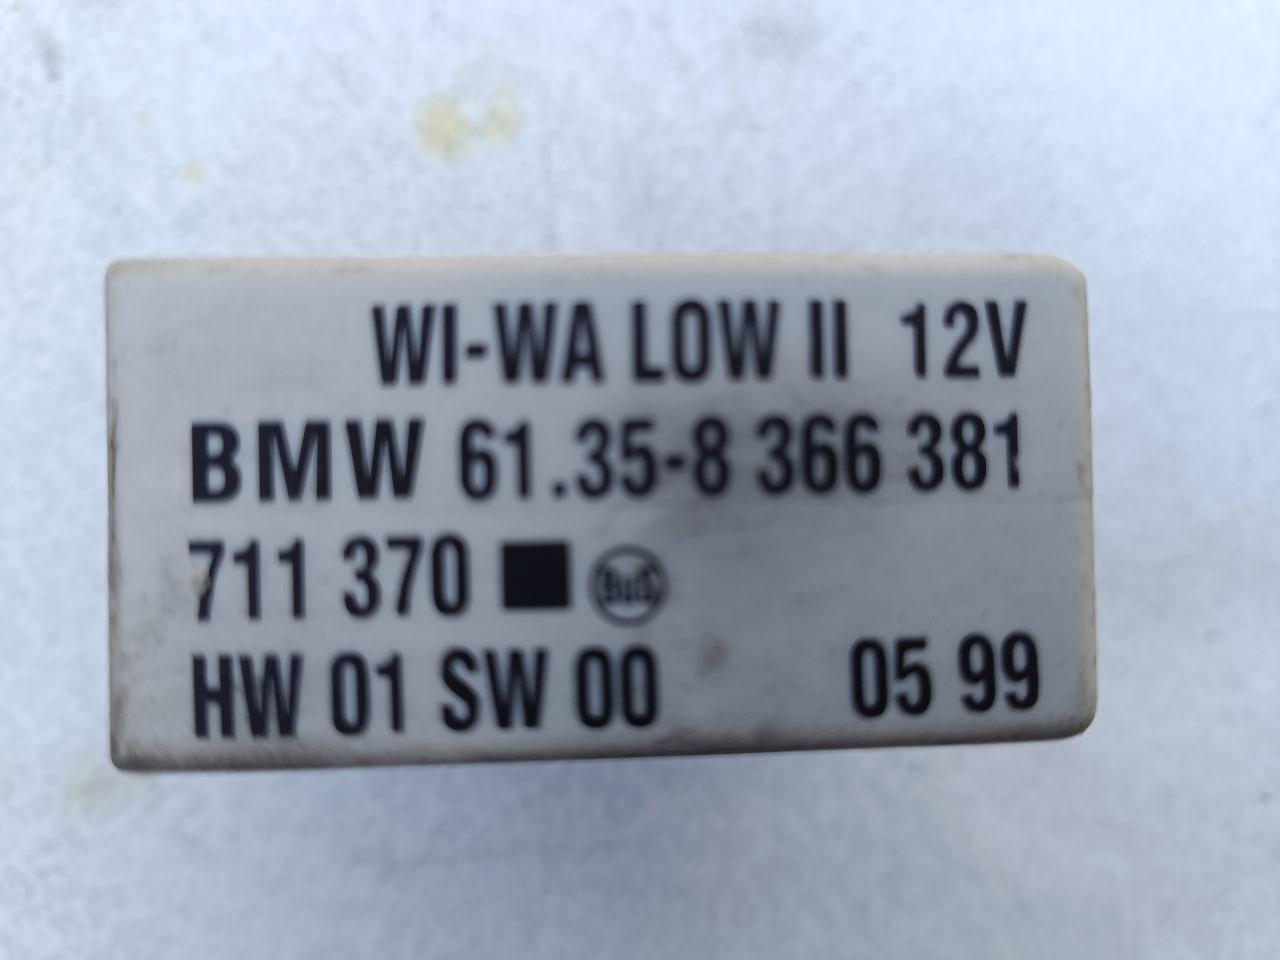 WI-WA LOW II 12V
BMW 61.35-8 366 381
711 370 BuS
HW 01 SW 00 05 99